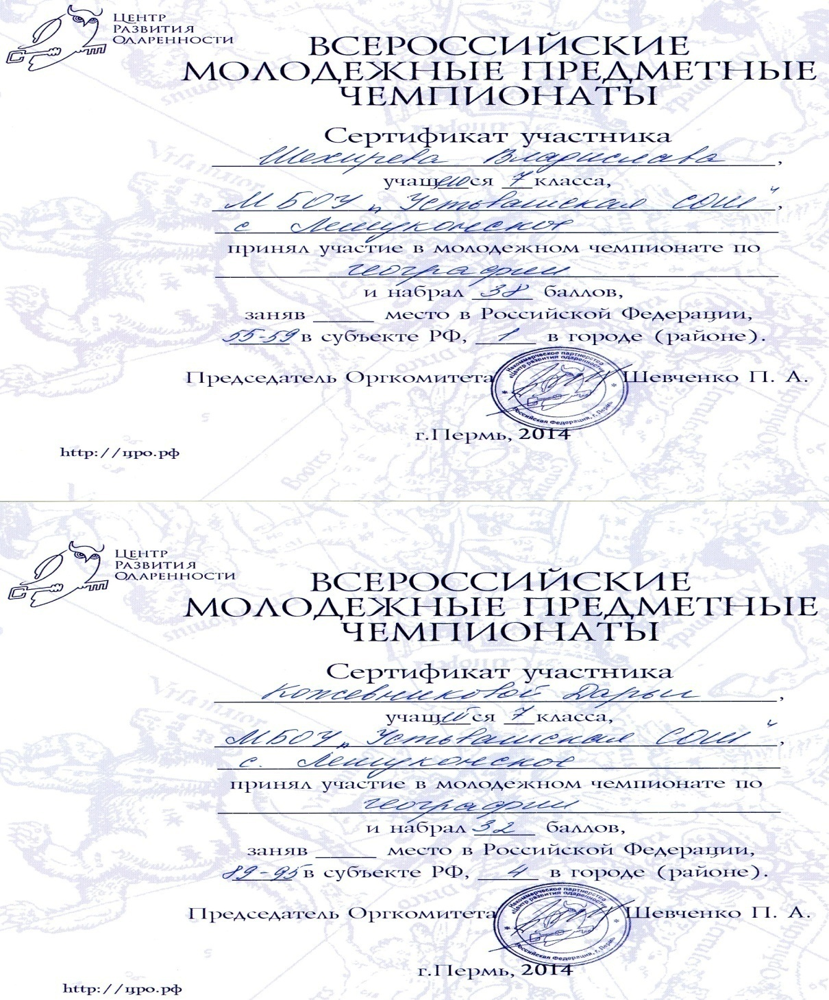 Центр
Развития
Одаренности
ВСЕРОССИЙСКИЕ
МОЛОДЕЖНЫЕ ПРЕДМЕТНЫЕ
ЧЕМПИОНАТЫ
Сертификат участника
Шехирева Владислава,
учащегося 7 класса,
МБОУ „Устьвашская СОШ",
с Лешуконское
принял участие в молодежном чемпионате по
географии
и набрал 38 баллов,
заняв ______ место в Российской Федерации,
55-59 в субъекте РФ, 1 в городе (районе).
Некоммерческое партнерство
«Центр развития одаренности»
Председатель Оргкомитета Шевченко П. А.
Российская Федерация, г. Пермь
г.Пермь, 2014
http://цро.рф
Bootes
Центр
Развития
Одаренности
ВСЕРОССИЙСКИЕ
МОЛОДЕЖНЫЕ ПРЕДМЕТНЫЕ
ЧЕМПИОНАТЫ
Сертификат участника
Кожевниковой Дарьи,
учащейся 7 класса,
МБОУ „Устьвашская СОШ",
с. Лешуконское
принял участие в молодежном чемпионате по
географии
и набрал 32 баллов,
заняв ______ место в Российской Федерации,
89-95 в субъекте РФ, 4 в городе (районе).
Некоммерческое партнерство
«Центр развития одаренности»
Председатель Оргкомитета Шевченко П. А.
Российская Федерация, г. Пермь
г.Пермь, 2014
http://цро.рф